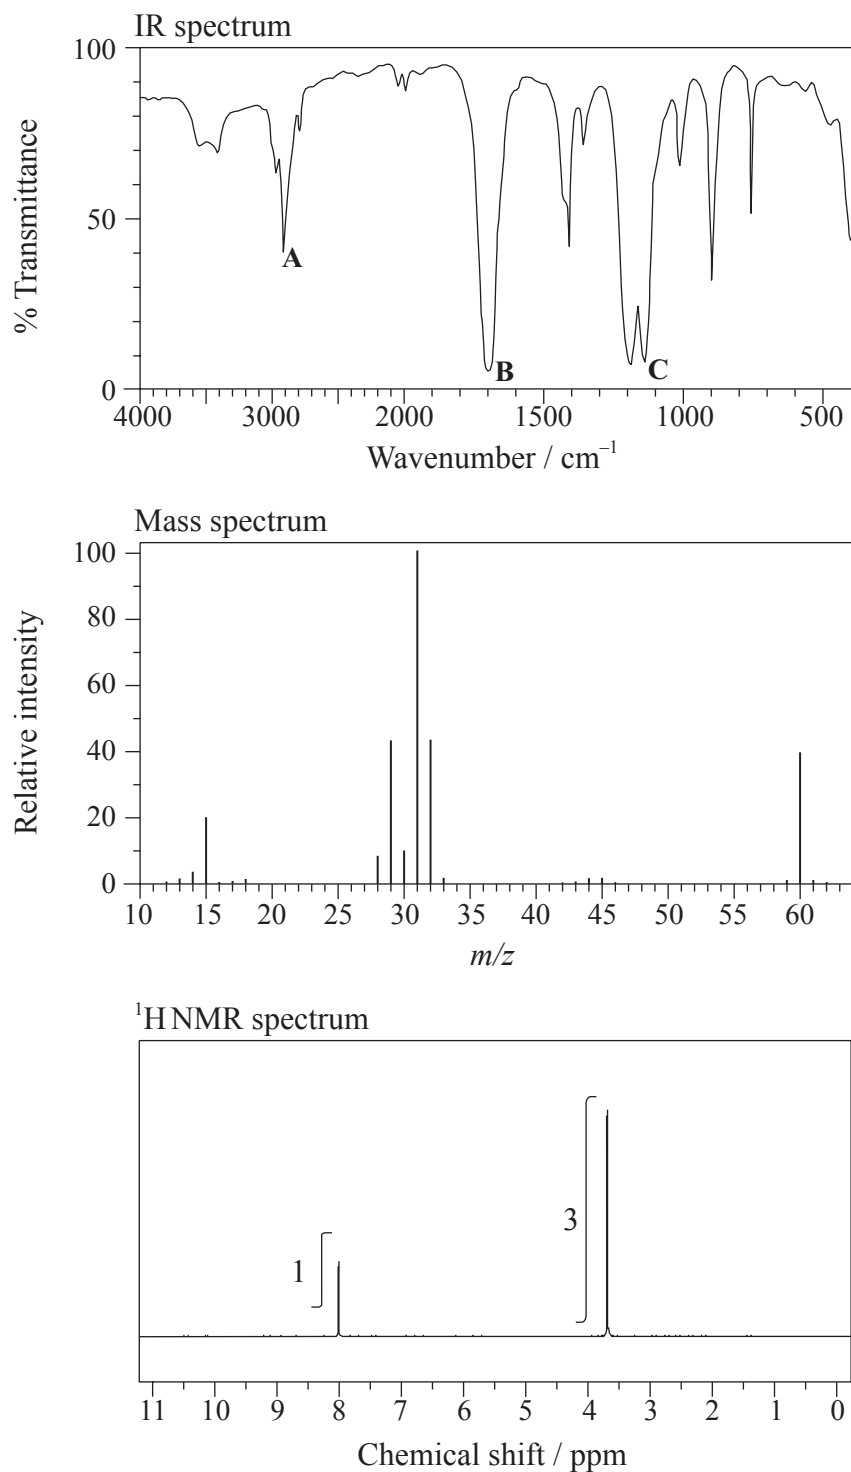 IR spectrum
100
50
0
% Transmittance
A
B
C
4000 3000 2000 1500 1000 500
Wavenumber / cm⁻¹
Mass spectrum
100
80
60
40
20
0
Relative intensity
10 15 20 25 30 35 40 45 50 55 60
m/z
¹H NMR spectrum
3
1
11 10 9 8 7 6 5 4 3 2 1 0
Chemical shift / ppm